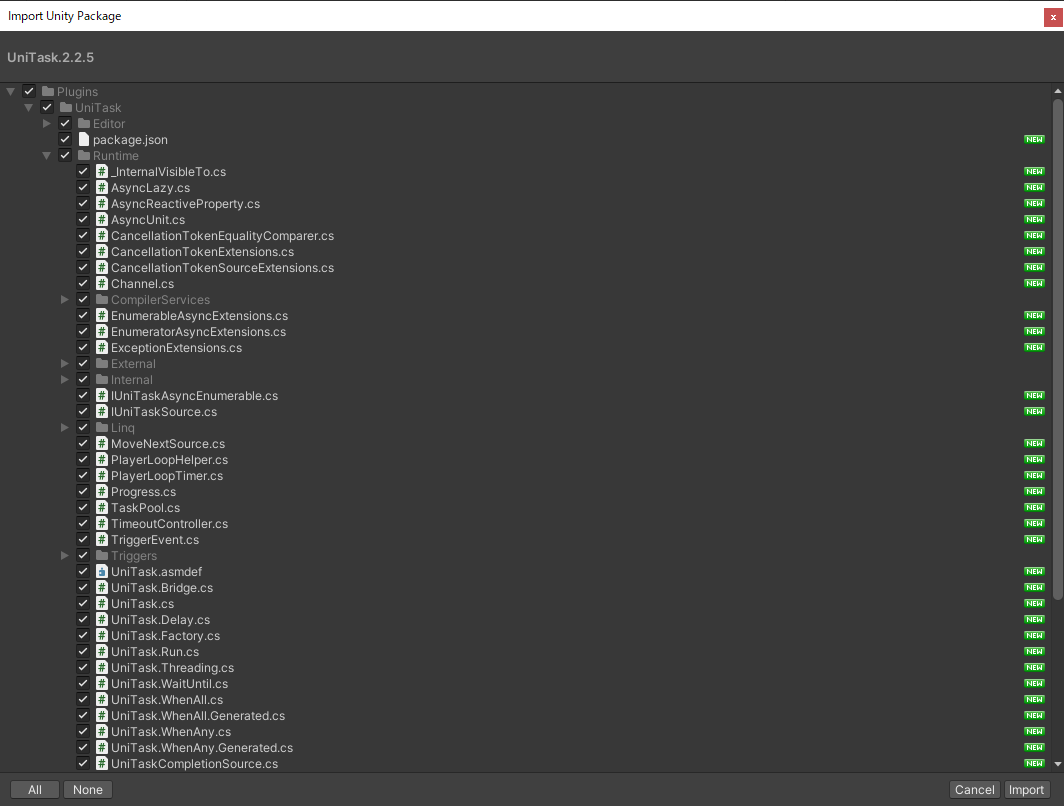 Import Unity Package
x
UniTask.2.2.5
Plugins
UniTask
Editor
package.json NEW
Runtime
_InternalVisibleTo.cs NEW
AsyncLazy.cs NEW
AsyncReactiveProperty.cs NEW
AsyncUnit.cs NEW
CancellationTokenEqualityComparer.cs NEW
CancellationTokenExtensions.cs NEW
CancellationTokenSourceExtensions.cs NEW
Channel.cs NEW
CompilerServices
EnumerableAsyncExtensions.cs NEW
EnumeratorAsyncExtensions.cs NEW
ExceptionExtensions.cs NEW
External
Internal
IUniTaskAsyncEnumerable.cs NEW
IUniTaskSource.cs NEW
Linq
MoveNextSource.cs NEW
PlayerLoopHelper.cs NEW
PlayerLoopTimer.cs NEW
Progress.cs NEW
TaskPool.cs NEW
TimeoutController.cs NEW
TriggerEvent.cs NEW
Triggers
UniTask.asmdef NEW
UniTask.Bridge.cs NEW
UniTask.cs NEW
UniTask.Delay.cs NEW
UniTask.Factory.cs NEW
UniTask.Run.cs NEW
UniTask.Threading.cs NEW
UniTask.WaitUntil.cs NEW
UniTask.WhenAll.cs NEW
UniTask.WhenAll.Generated.cs NEW
UniTask.WhenAny.cs NEW
UniTask.WhenAny.Generated.cs NEW
UniTaskCompletionSource.cs NEW
All None Cancel Import